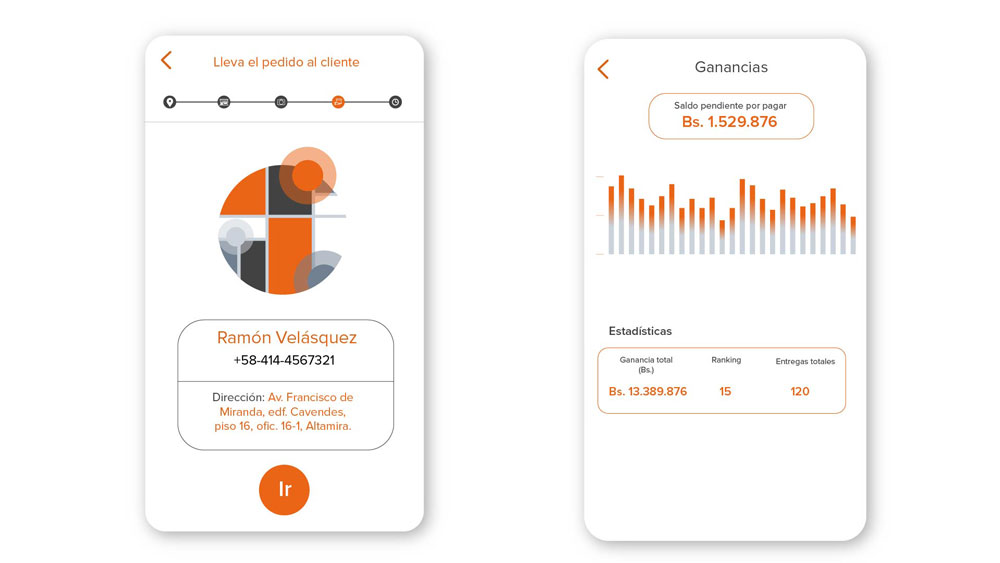 Lleva el pedido al cliente
Ramón Velásquez
+58-414-4567321
Dirección: Av. Francisco de
Miranda, edf. Cavendes,
piso 16, ofic. 16-1, Altamira.
Ir
Ganancias
Saldo pendiente por pagar
Bs. 1.529.876
Estadísticas
Ganancia total
(Bs.)
Ranking
Entregas totales
Bs. 13.389.876
15
120